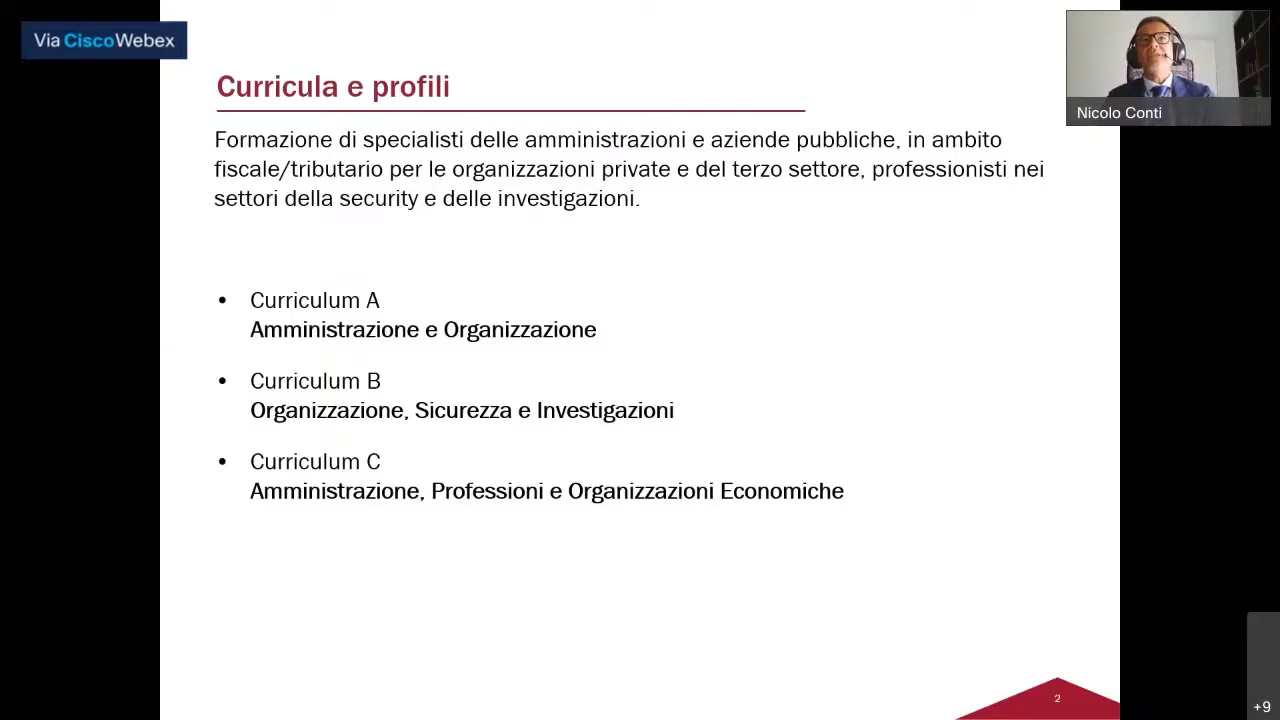 Via CiscoWebex
Nicolo Conti
Curricula e profili
Formazione di specialisti delle amministrazioni e aziende pubbliche, in ambito
fiscale/tributario per le organizzazioni private e del terzo settore, professionisti nei
settori della security e delle investigazioni.
• Curriculum A
Amministrazione e Organizzazione
• Curriculum B
Organizzazione, Sicurezza e Investigazioni
• Curriculum C
Amministrazione, Professioni e Organizzazioni Economiche
2
+9